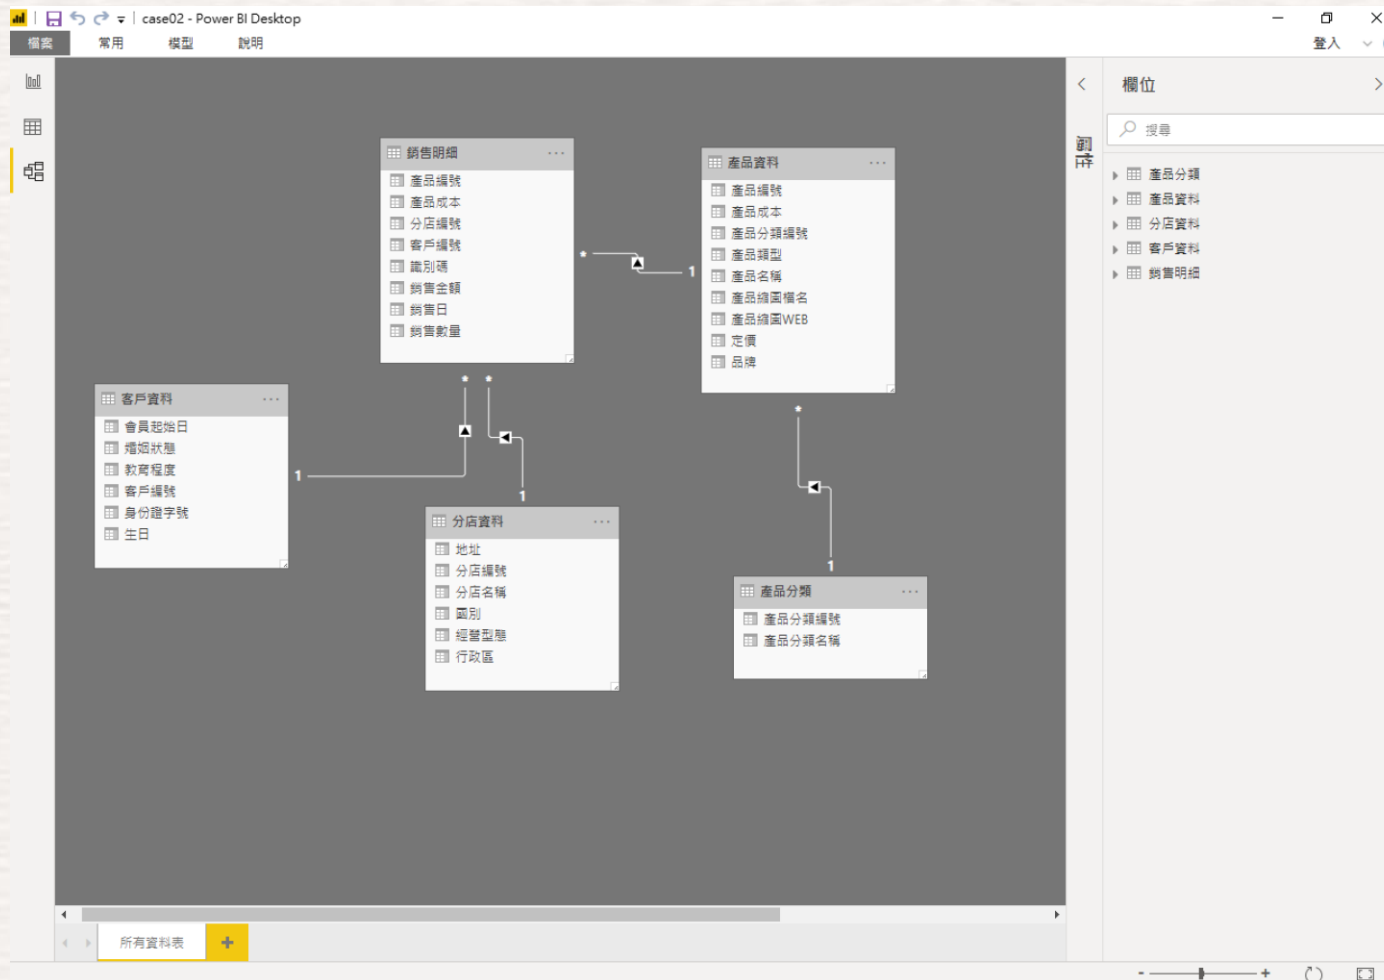 case02 - Power BI Desktop
檔案 常用 模型 說明 登入
銷售明細
產品編號
產品成本
分店編號
客戶編號
識別碼
銷售金額
銷售日
銷售數量
產品資料
產品編號
產品成本
產品分類編號
產品類型
產品名稱
產品縮圖檔名
產品縮圖WEB
定價
品牌
* 1
* *
客戶資料
會員起始日
婚姻狀態
教育程度
客戶編號
身份證字號
生日
1
1
分店資料
地址
分店編號
分店名稱
國別
經營型態
行政區
*
1
產品分類
產品分類編號
產品分類名稱
屬性
欄位
搜尋
產品分類
產品資料
分店資料
客戶資料
銷售明細
所有資料表